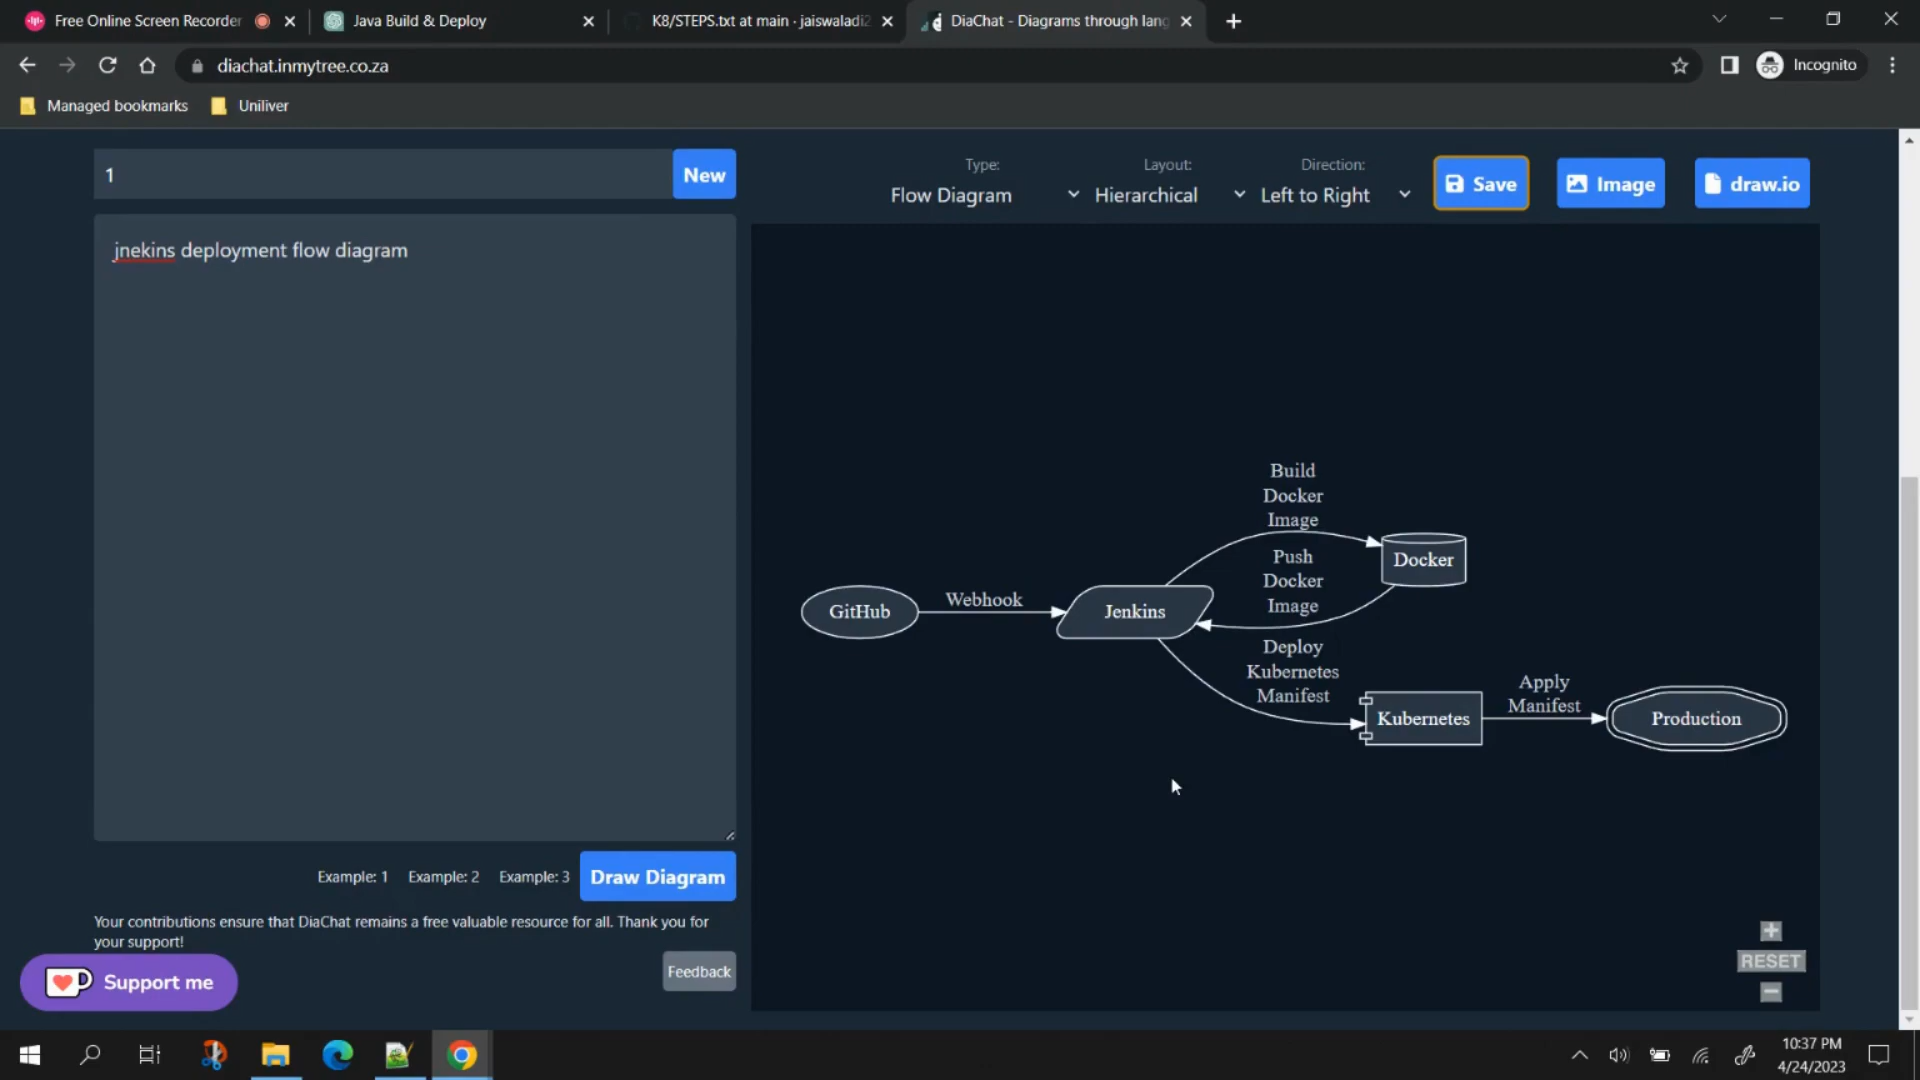 Free Online Screen Recorder
Java Build & Deploy
K8/STEPS.txt at main · jaiswaladi2
DiaChat - Diagrams through lang
diachat.inmytree.co.za
Incognito
Managed bookmarks
Uniliver
1
New
Type:
Layout:
Direction:
Flow Diagram
Hierarchical
Left to Right
Save
Image
draw.io
jnekins deployment flow diagram
Build
Docker
Image
Docker
Push
Docker
Image
GitHub
Webhook
Jenkins
Deploy
Kubernetes
Manifest
Kubernetes
Apply
Manifest
Production
Example: 1
Example: 2
Example: 3
Draw Diagram
Your contributions ensure that DiaChat remains a free valuable resource for all. Thank you for
your support!
Support me
Feedback
+
RESET
−
10:37 PM
4/24/2023